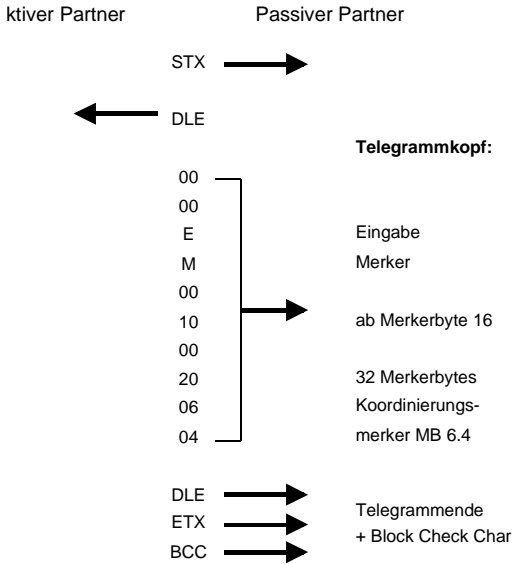 ktiver Partner Passiver Partner
STX
DLE
Telegrammkopf:
00
00
E Eingabe
M Merker
00
10 ab Merkerbyte 16
00
20 32 Merkerbytes
06 Koordinierungs-
04 merker MB 6.4
DLE
Telegrammende
ETX
+ Block Check Char
BCC